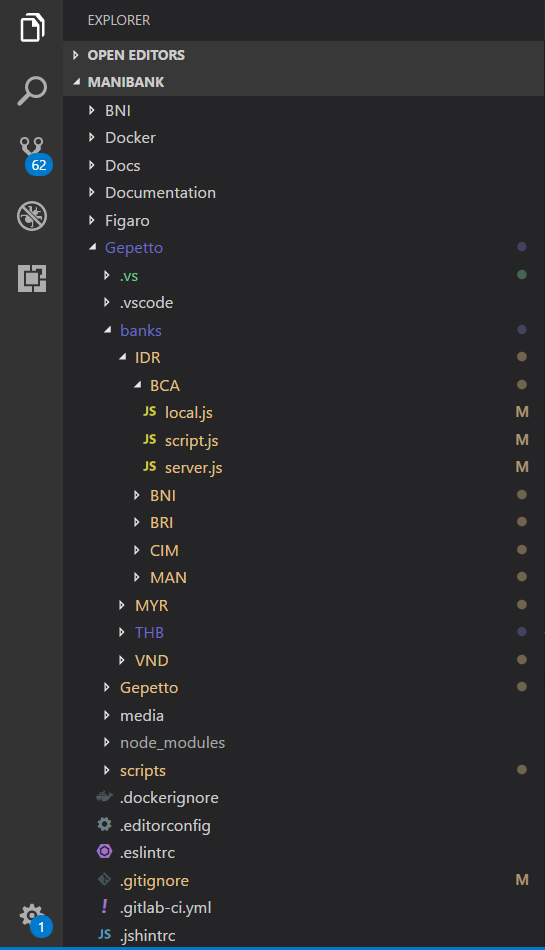 EXPLORER
OPEN EDITORS
MANIBANK
BNI
Docker
62
Docs
Documentation
Figaro
Gepetto
.vs
.vscode
banks
IDR
BCA
JS local.js M
JS script.js M
JS server.js M
BNI
BRI
CIM
MAN
MYR
THB
VND
Gepetto
media
node_modules
scripts
.dockerignore
.editorconfig
.eslintrc
.gitignore M
! .gitlab-ci.yml
1
JS .jshintrc